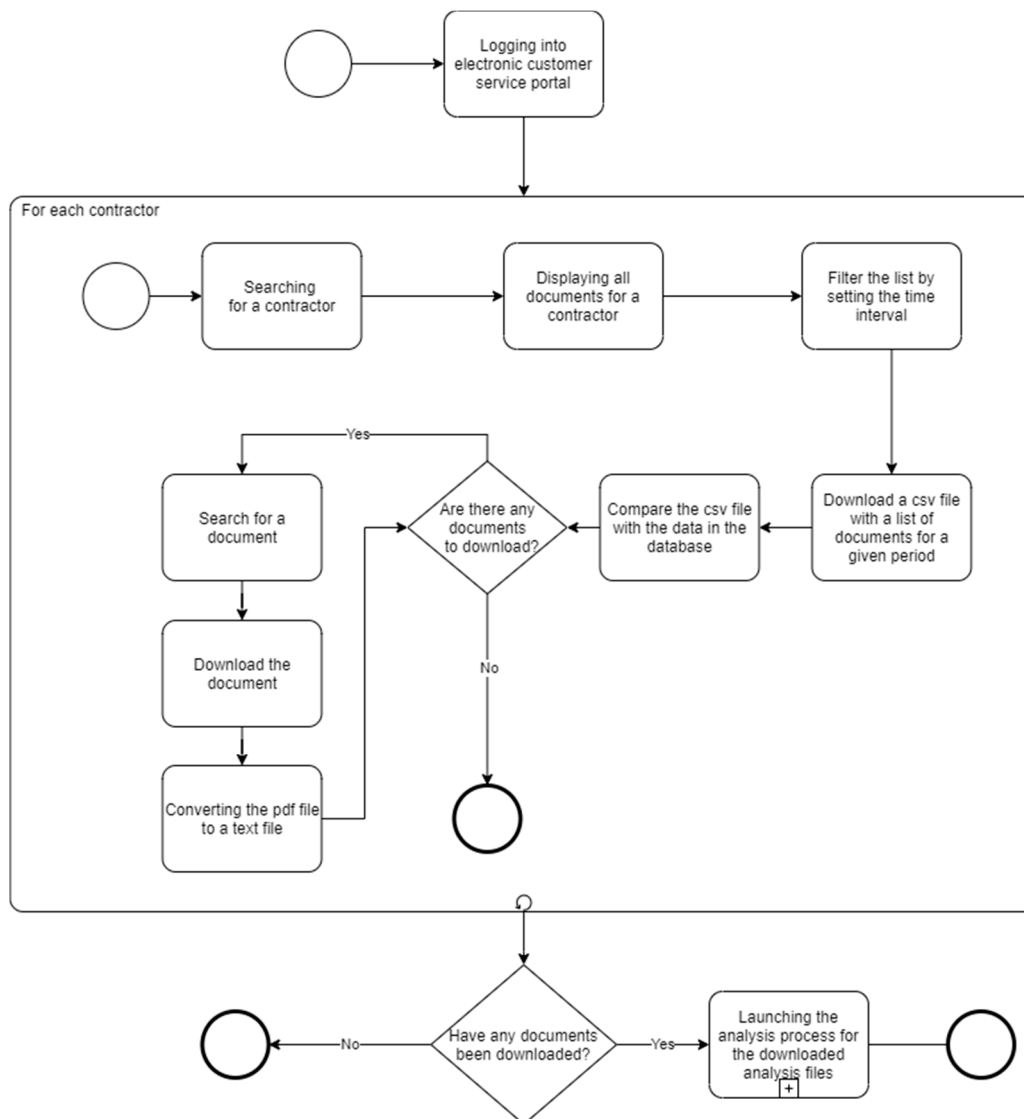 Logging into
electronic customer
service portal
For each contractor
Searching
for a contractor
Displaying all
documents for a
contractor
Filter the list by
setting the time
interval
Yes
Search for a
document
Are there any
documents
to download?
Compare the csv file
with the data in the
database
Download a csv file
with a list of
documents for a
given period
Download the
document
No
Converting the pdf file
to a text file
No
Have any documents
been downloaded?
Yes
Launching the
analysis process for
the downloaded
analysis files